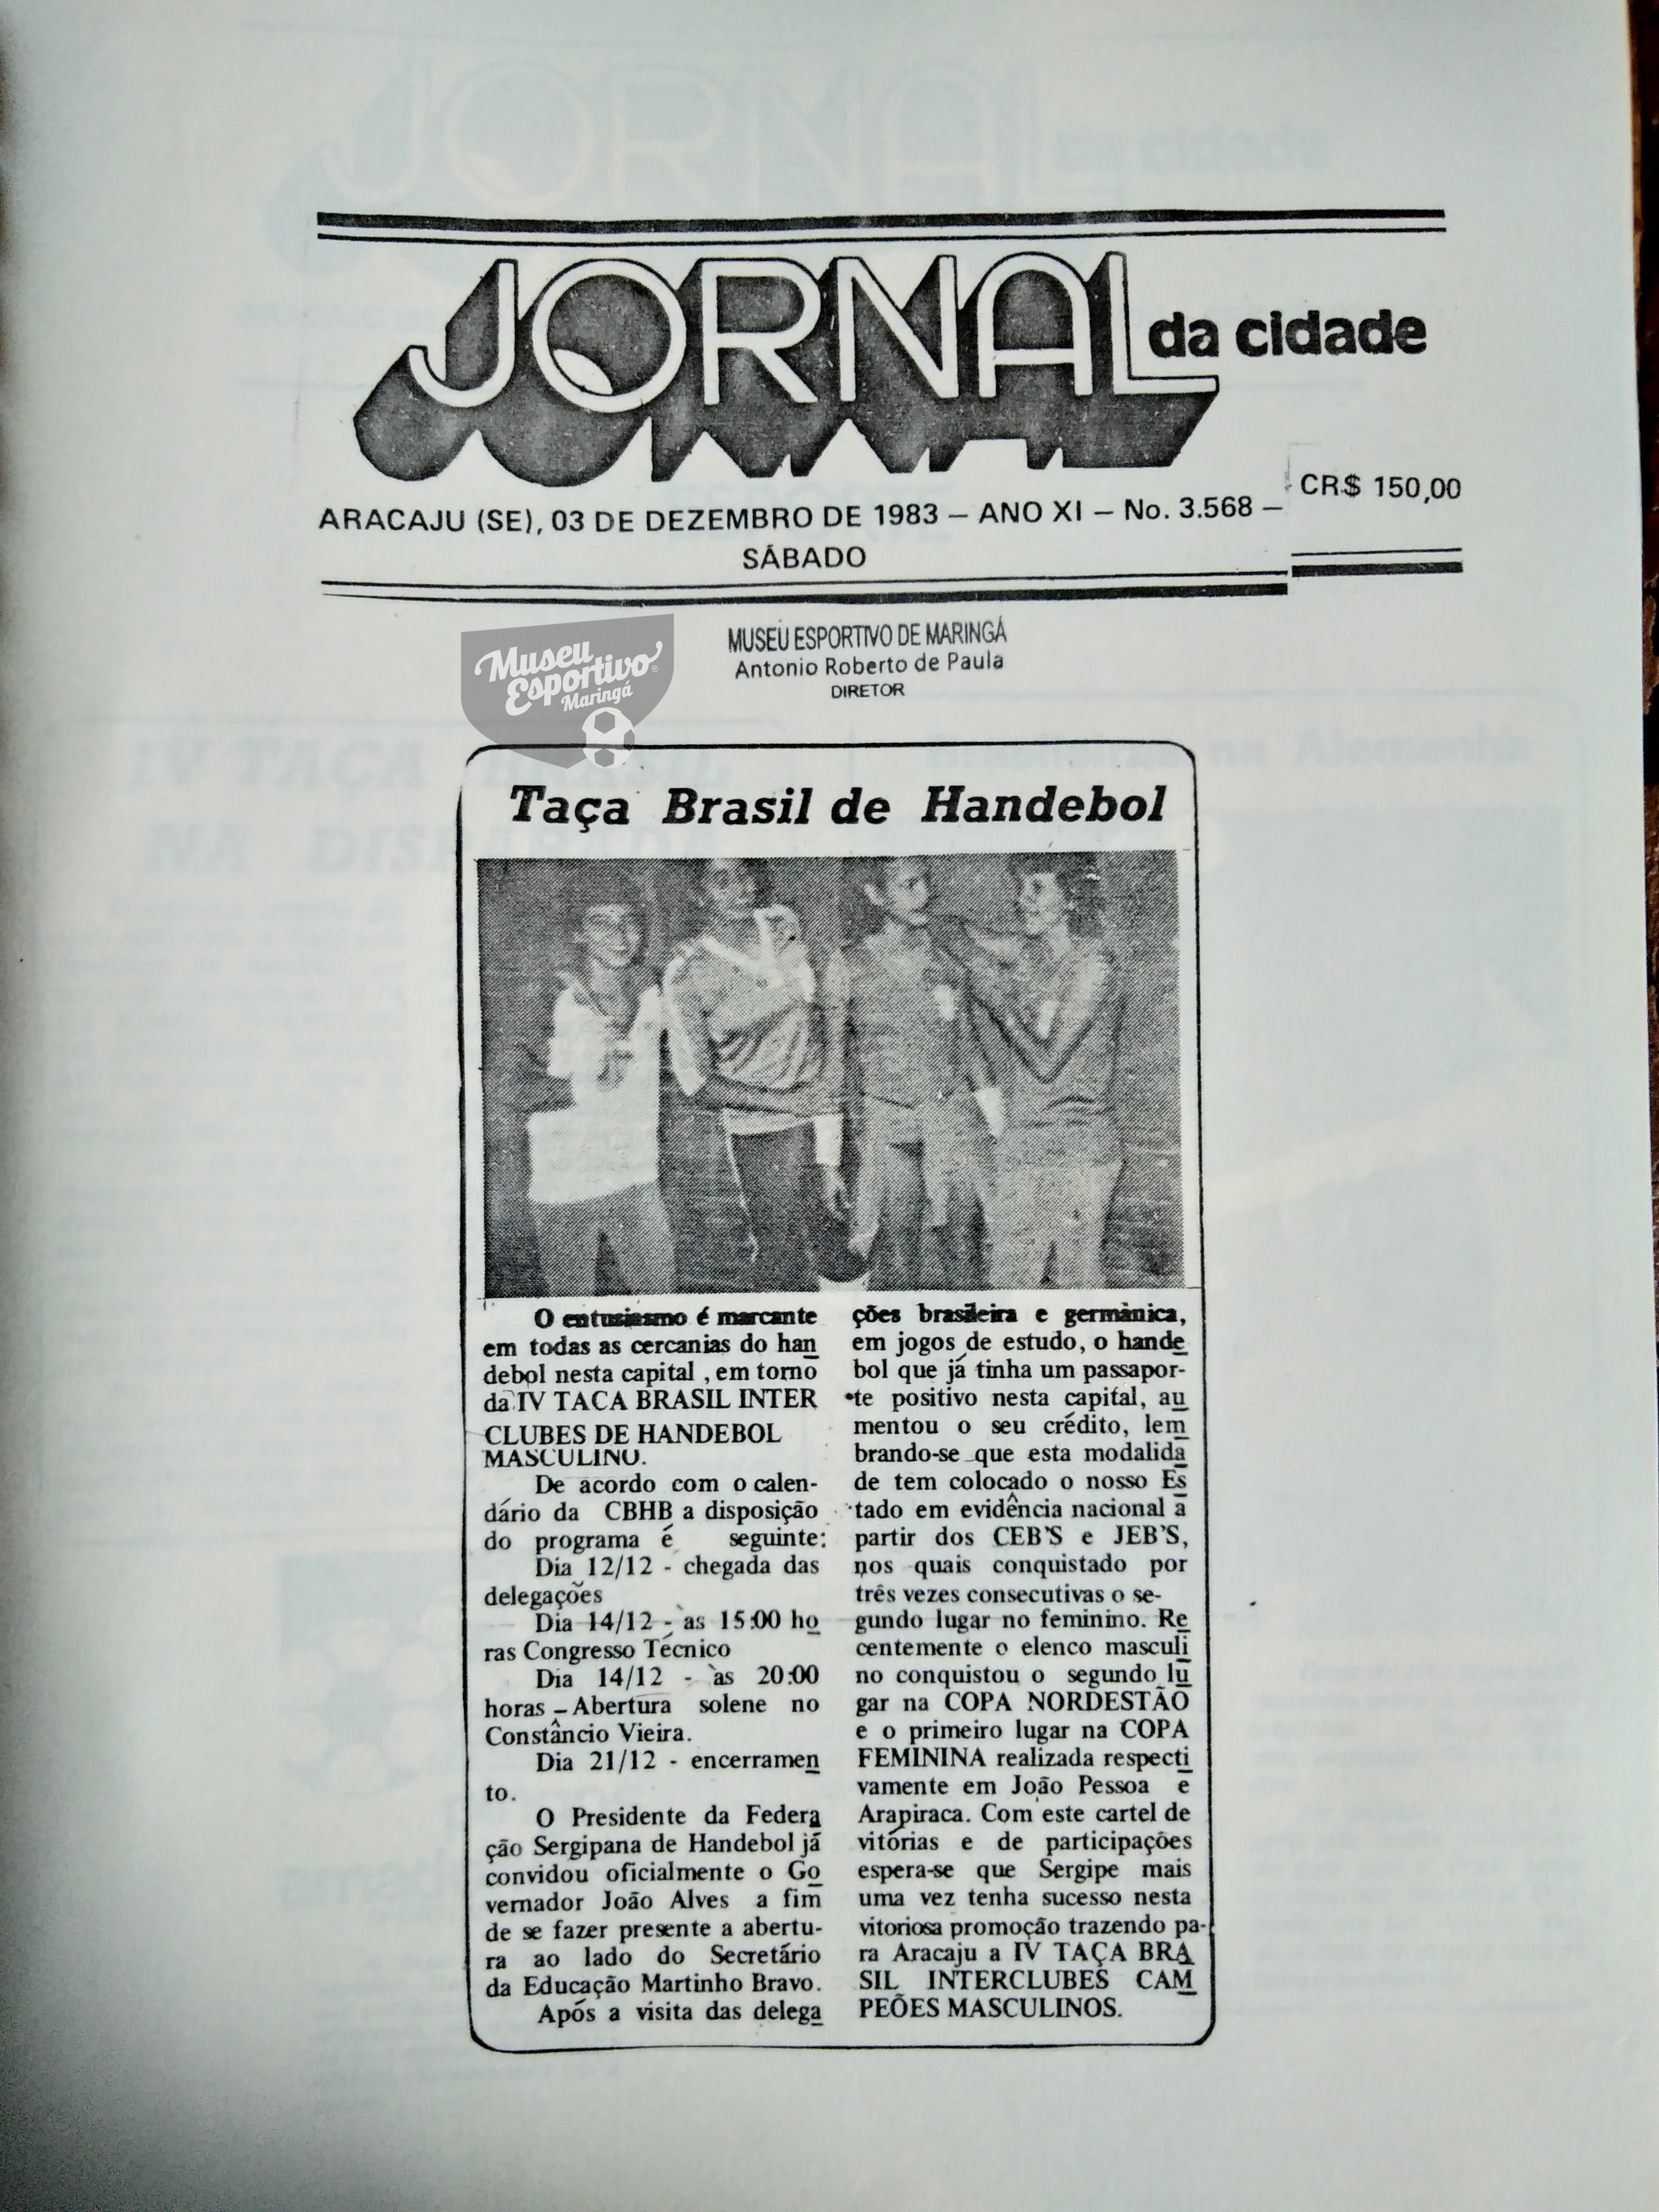 JORNAL da cidade
ARACAJU (SE), 03 DE DEZEMBRO DE 1983 — ANO XI — No. 3.568 —
CR$ 150,00
SÁBADO
Museu
Esportivo®
Maringá
MUSEU ESPORTIVO DE MARINGÁ
Antonio Roberto de Paula
DIRETOR
Taça Brasil de Handebol
O entusiasmo é marcante
em todas as cercanias do han
debol nesta capital, em torno
da IV TACA BRASIL INTER
CLUBES DE HANDEBOL
MASCULINO.
De acordo com o calen-
dário da CBHB a disposição
do programa é seguinte:
Dia 12/12 - chegada das
delegações
Dia 14/12 - às 15:00 ho
ras Congresso Técnico
Dia 14/12 - às 20:00
horas – Abertura solene no
Constâncio Vieira.
Dia 21/12 - encerramen
to.
O Presidente da Federa
ção Sergipana de Handebol já
convidou oficialmente o Go
vernador João Alves a fim
de se fazer presente a abertu-
ra ao lado do Secretário
da Educação Martinho Bravo.
Após a visita das delega
ções brasileira e germânica,
em jogos de estudo, o hande
bol que já tinha um passapor-
te positivo nesta capital, au
mentou o seu crédito, lem
brando-se que esta modalida
de tem colocado o nosso Es
tado em evidência nacional a
partir dos CEB'S e JEB'S,
nos quais conquistado por
três vezes consecutivas o se-
gundo lugar no feminino. Re
centemente o elenco masculi
no conquistou o segundo lu
gar na COPA NORDESTÃO
e o primeiro lugar na COPA
FEMININA realizada respecti
vamente em João Pessoa e
Arapiraca. Com este cartel de
vitórias e de participações
espera-se que Sergipe mais
uma vez tenha sucesso nesta
vitoriosa promoção trazendo pa-
ra Aracaju a IV TAÇA BRA
SIL INTERCLUBES CAM
PEÕES MASCULINOS.